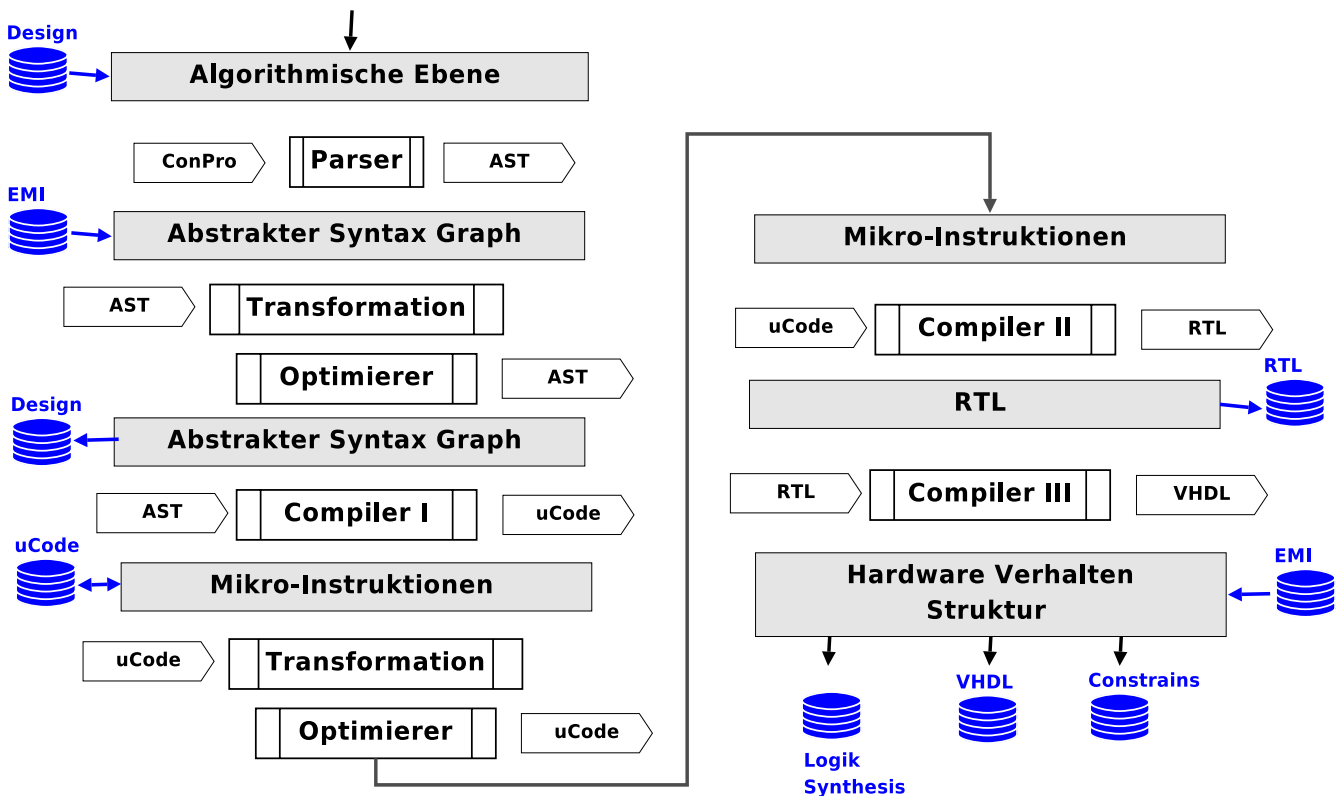 Design
Algorithmische Ebene
ConPro
Parser
AST
EMI
Abstrakter Syntax Graph
AST
Transformation
Optimierer
AST
Design
Abstrakter Syntax Graph
AST
Compiler I
uCode
uCode
Mikro-Instruktionen
uCode
Transformation
Optimierer
uCode
Mikro-Instruktionen
uCode
Compiler II
RTL
RTL
RTL
RTL
Compiler III
VHDL
EMI
Hardware Verhalten
Struktur
VHDL
Constrains
Logik
Synthesis